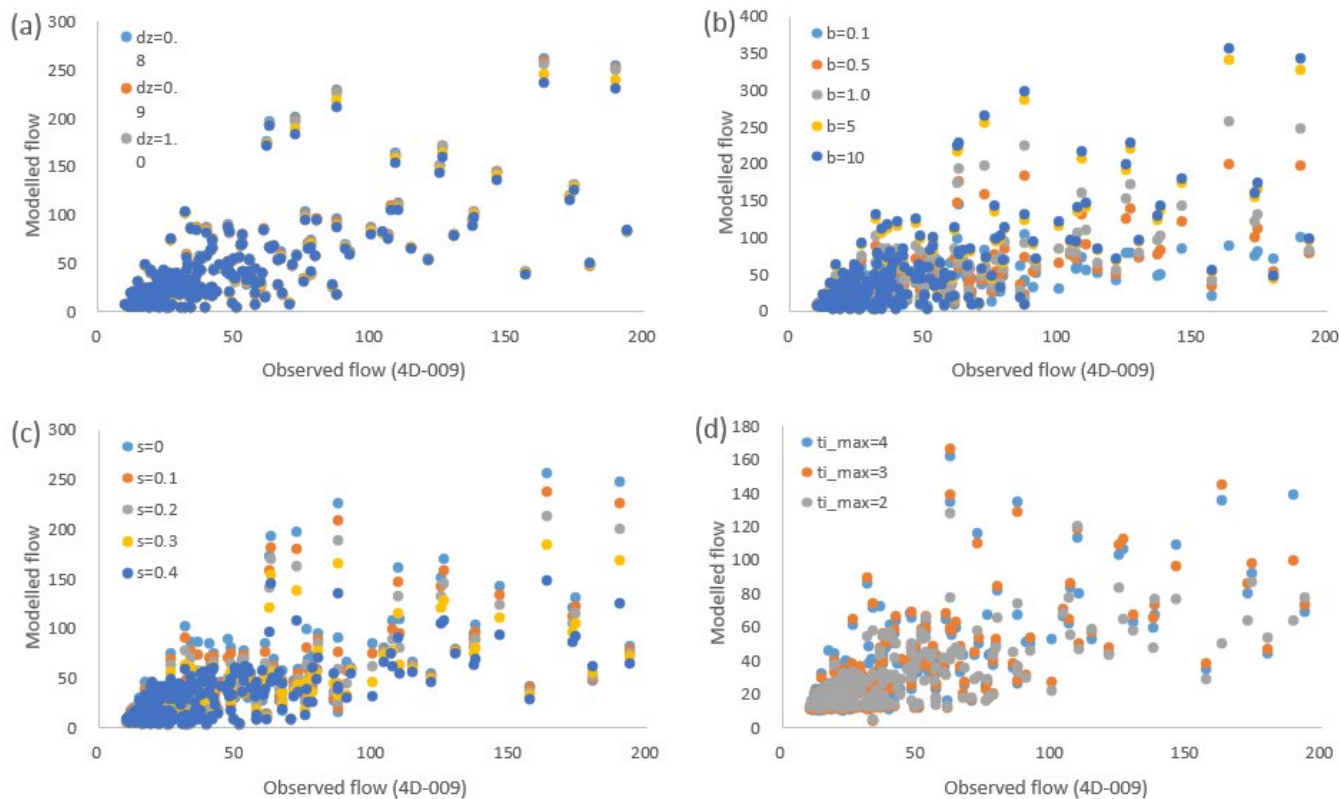 (a)
300
250
200
150
100
50
0
Modelled flow
dz=0.
8
dz=0.
9
dz=1.
0
0 50 100 150 200
Observed flow (4D-009)
(b)
400
350
300
250
200
150
100
50
0
Modelled flow
b=0.1
b=0.5
b=1.0
b=5
b=10
0 50 100 150 200
Observed flow (4D-009)
(c)
300
250
200
150
100
50
0
Modelled flow
s=0
s=0.1
s=0.2
s=0.3
s=0.4
0 50 100 150 200
Observed flow (4D-009)
(d)
180
160
140
120
100
80
60
40
20
0
Modelled flow
ti_max=4
ti_max=3
ti_max=2
0 50 100 150 200
Observed flow (4D-009)